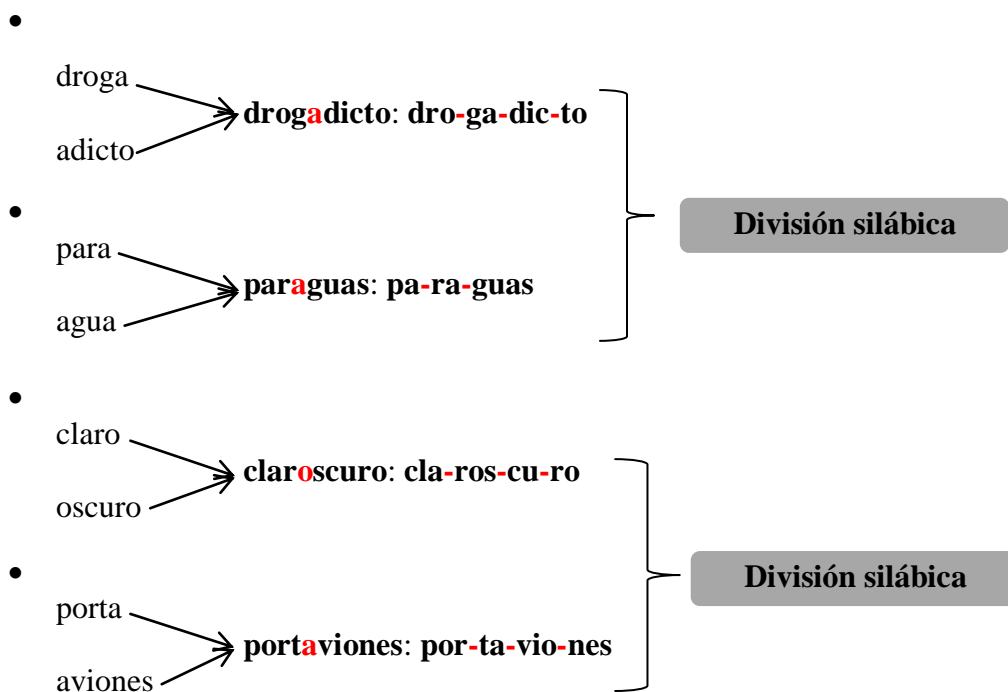 •
droga
drogadicto: dro-ga-dic-to
adicto
•
División silábica
para
paraguas: pa-ra-guas
agua
•
claro
claroscuro: cla-ros-cu-ro
oscuro
•
División silábica
porta
portaviones: por-ta-vio-nes
aviones